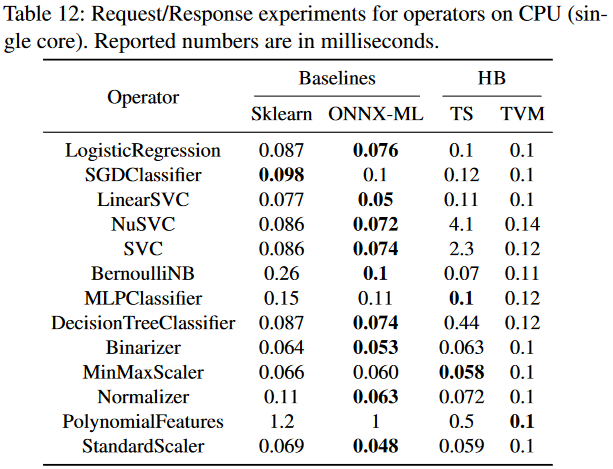 Table 12: Request/Response experiments for operators on CPU (sin-
gle core). Reported numbers are in milliseconds.
Operator Baselines HB
Sklearn ONNX-ML TS TVM
LogisticRegression 0.087 0.076 0.1 0.1
SGDClassifier 0.098 0.1 0.12 0.1
LinearSVC 0.077 0.05 0.11 0.1
NuSVC 0.086 0.072 4.1 0.14
SVC 0.086 0.074 2.3 0.12
BernoulliNB 0.26 0.1 0.07 0.11
MLPClassifier 0.15 0.11 0.1 0.12
DecisionTreeClassifier 0.087 0.074 0.44 0.12
Binarizer 0.064 0.053 0.063 0.1
MinMaxScaler 0.066 0.060 0.058 0.1
Normalizer 0.11 0.063 0.072 0.1
PolynomialFeatures 1.2 1 0.5 0.1
StandardScaler 0.069 0.048 0.059 0.1